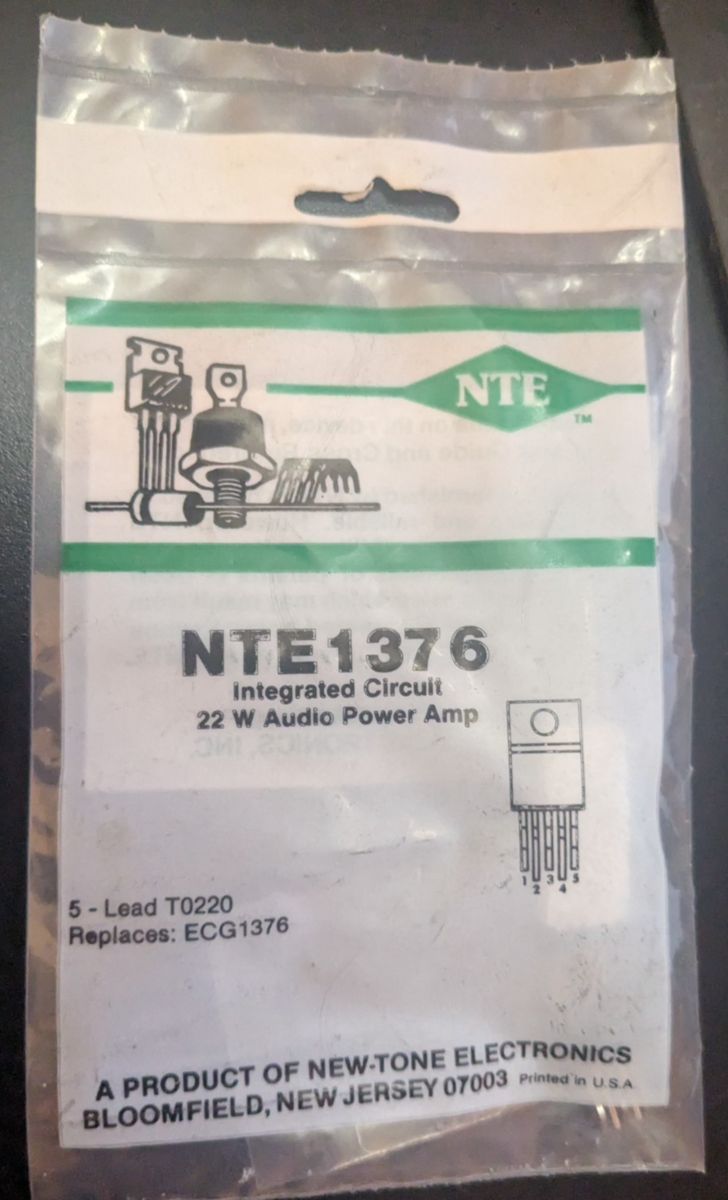 NTE
TM
NTE1376
Integrated Circuit
22 W Audio Power Amp
1 2 3 4 5
5 - Lead T0220
Replaces: ECG1376
A PRODUCT OF NEW-TONE ELECTRONICS
BLOOMFIELD, NEW JERSEY 07003 Printed in U.S.A